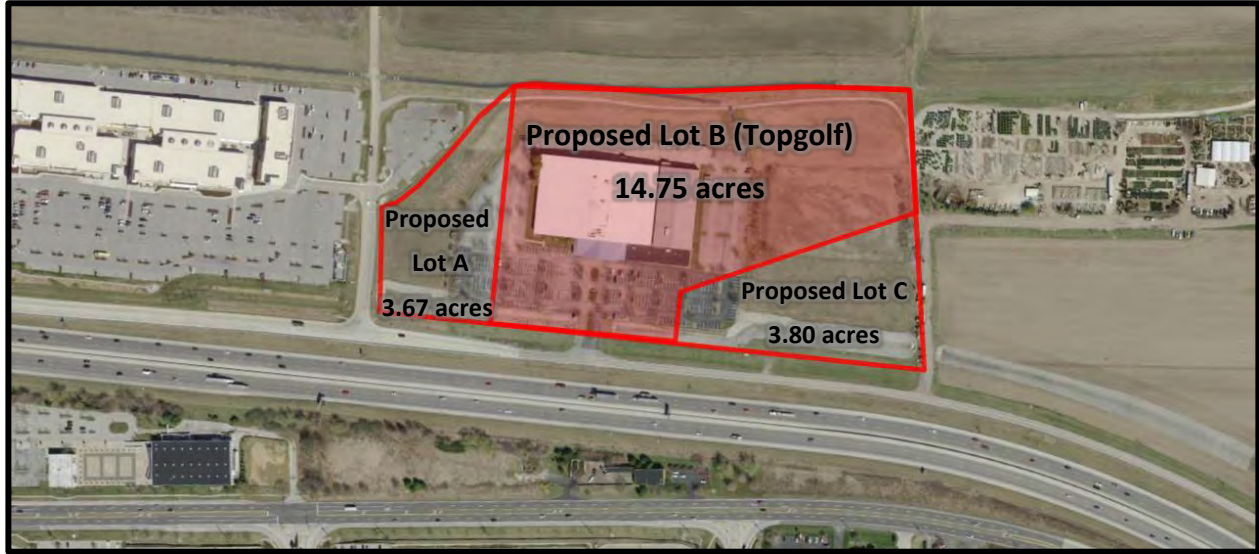 Proposed Lot B (Topgolf)
14.75 acres
Proposed
Lot A
3.67 acres
Proposed Lot C
3.80 acres